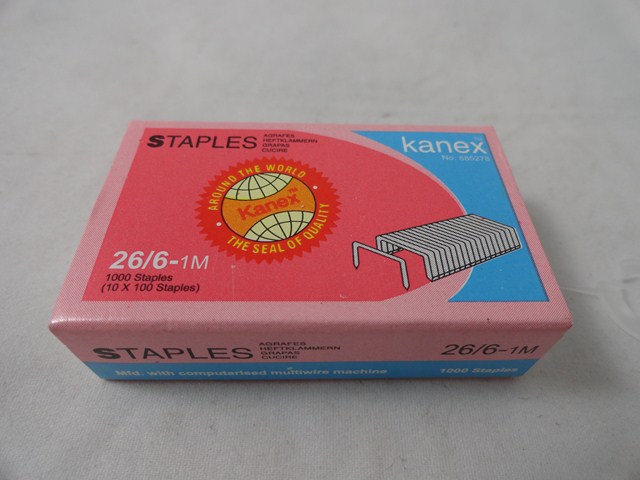 STAPLES
AGRAFES
HEFTKLAMMERN
GRAPAS
CUCIRE
kanex
TM
No. 685278
AROUND THE WORLD
Kanex
THE SEAL OF QUALITY
26/6-1M
1000 Staples
(10 X 100 Staples)
STAPLES
AGRAFES
HEFTKLAMMERN
GRAPAS
CUCIRE
26/6-1M
Mfd. with computerised multiwire machine
1000 Staples